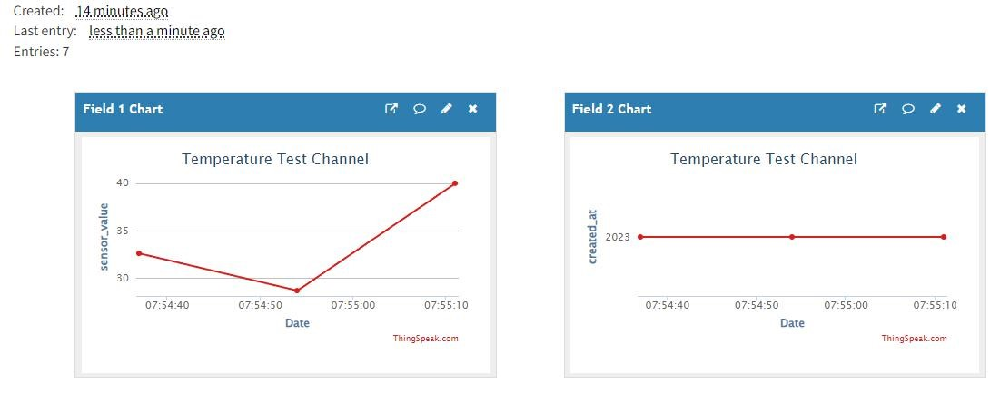 Created: 14 minutes ago
Last entry: less than a minute ago
Entries: 7
Field 1 Chart
Temperature Test Channel
sensor_value
40
35
30
07:54:40 07:54:50 07:55:00 07:55:10
Date
ThingSpeak.com
Field 2 Chart
Temperature Test Channel
created_at
2023
07:54:40 07:54:50 07:55:00 07:55:10
Date
ThingSpeak.com